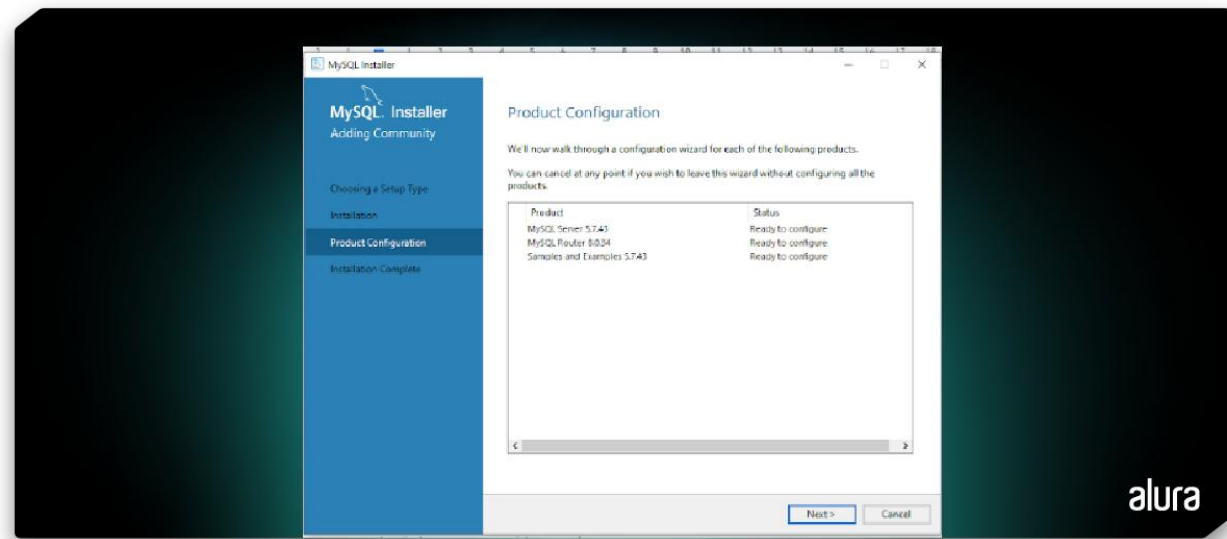 MySQL Installer
MySQL. Installer
Adding Community
Choosing a Setup Type
Installation
Product Configuration
Installation Complete
Product Configuration
We'll now walk through a configuration wizard for each of the following products.
You can cancel at any point if you wish to leave this wizard without configuring all the
products.
Product Status
MySQL Server 5.7.43 Ready to configure
MySQL Router 8.0.34 Ready to configure
Samples and Examples 5.7.43 Ready to configure
Next > Cancel
alura